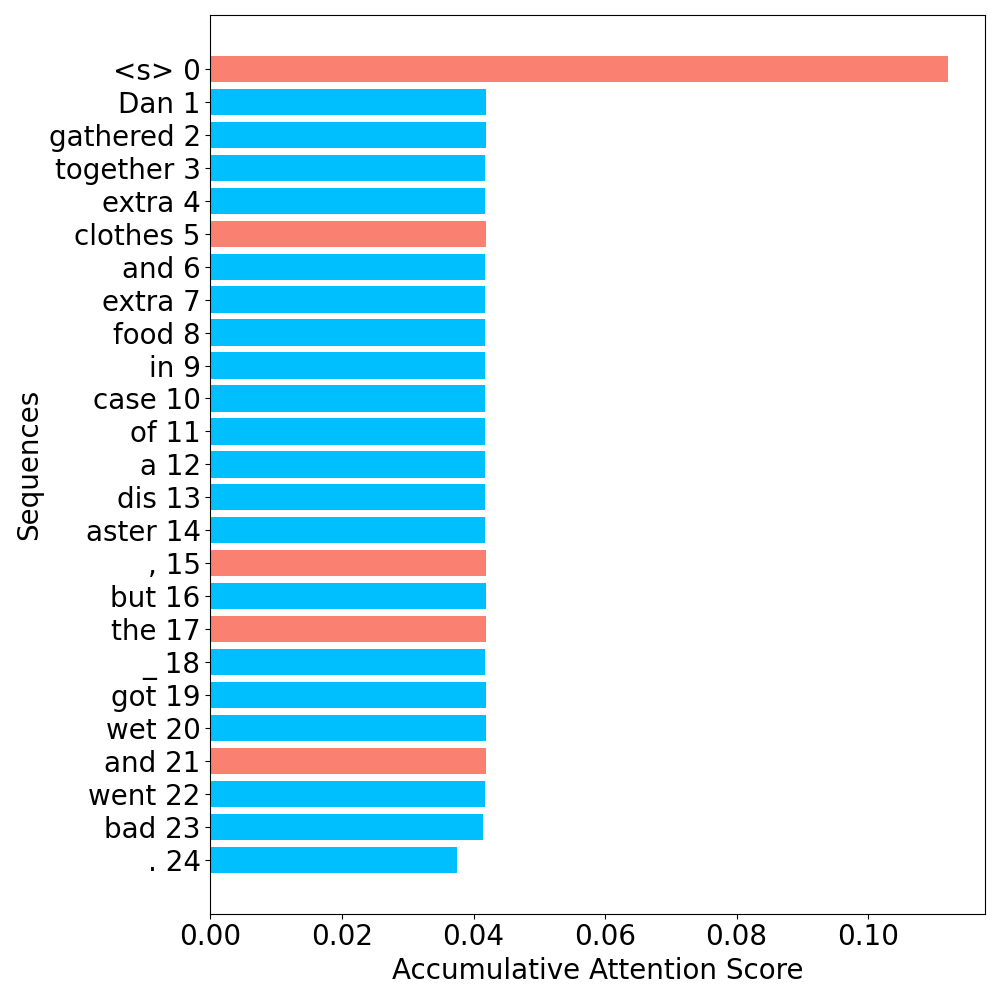 <s> 0
Dan 1
gathered 2
together 3
extra 4
clothes 5
and 6
extra 7
food 8
in 9
case 10
of 11
a 12
dis 13
aster 14
, 15
but 16
the 17
_ 18
got 19
wet 20
and 21
went 22
bad 23
. 24
Sequences
0.00 0.02 0.04 0.06 0.08 0.10
Accumulative Attention Score